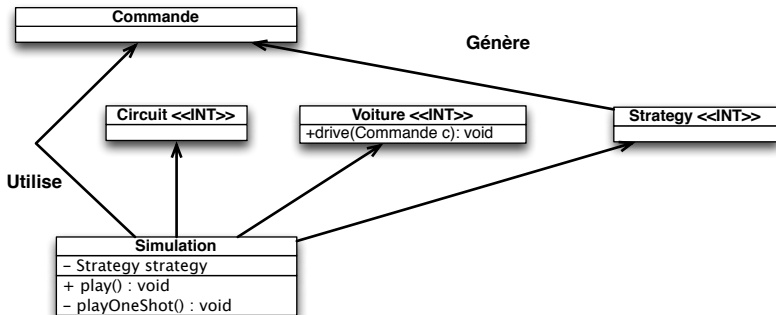 Commande
Génère
Circuit <<INT>>
Voiture <<INT>>
+drive(Commande c): void
Strategy <<INT>>
Utilise
Simulation
- Strategy strategy
+ play() : void
- playOneShot() : void